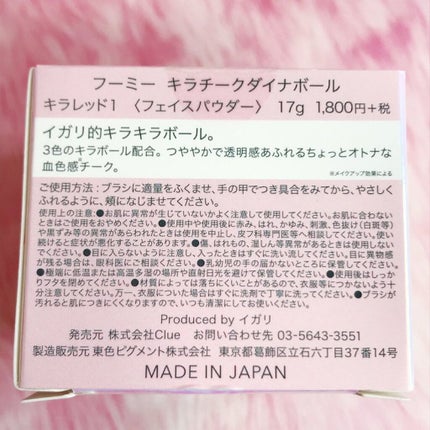 フーミー キラチークダイナボール
キラレッド1 〈フェイスパウダー〉 17g 1,800円+税
イガリ的キラキラボール。
3色のキラボール配合。つややかで透明感あふれるちょっとオトナな
血色感※チーク。
※メイクアップ効果による
ご使用方法：ブラシに適量をふくませ、手の甲でつき具合をみてから、やさしく
ふれるように、頬になじませてください。
使用上の注意：●お肌に異常が生じていないかよく注意して使用してください。お肌に合わない
ときはご使用をおやめください。●使用中や使用後に赤み、はれ、かゆみ、刺激、色抜け（白斑等）
や黒ずみ等の異常があらわれたときは使用を中止し、皮フ科専門医等へ相談してください。使い
続けると症状が悪化することがあります。●傷、はれもの、湿しん等異常があるときは使用しない
でください。●目に入らないように注意し、入ったときはすぐに洗い流してください。目に異物感
が残る場合は、眼科医にご相談ください。●乳幼児の手の届かないところに保管してください。
●極端に低温または高温多湿の場所や直射日光を避けて保管してください。●使用後はしっか
りフタを閉めてください。●材質によっては落ちにくいことがあるので、衣服等につかないよう十
分注意してください。万一、衣服についた場合はすぐに洗剤で丁寧に洗ってください。●ブラシが
汚れると肌につきにくくなりますので、いつも清潔にしてお使いください。
Produced by イガリ
発売元 株式会社Clue お問い合わせ先 03-5643-3551
製造販売元 東色ピグメント株式会社 東京都葛飾区立石六丁目37番14号
MADE IN JAPAN